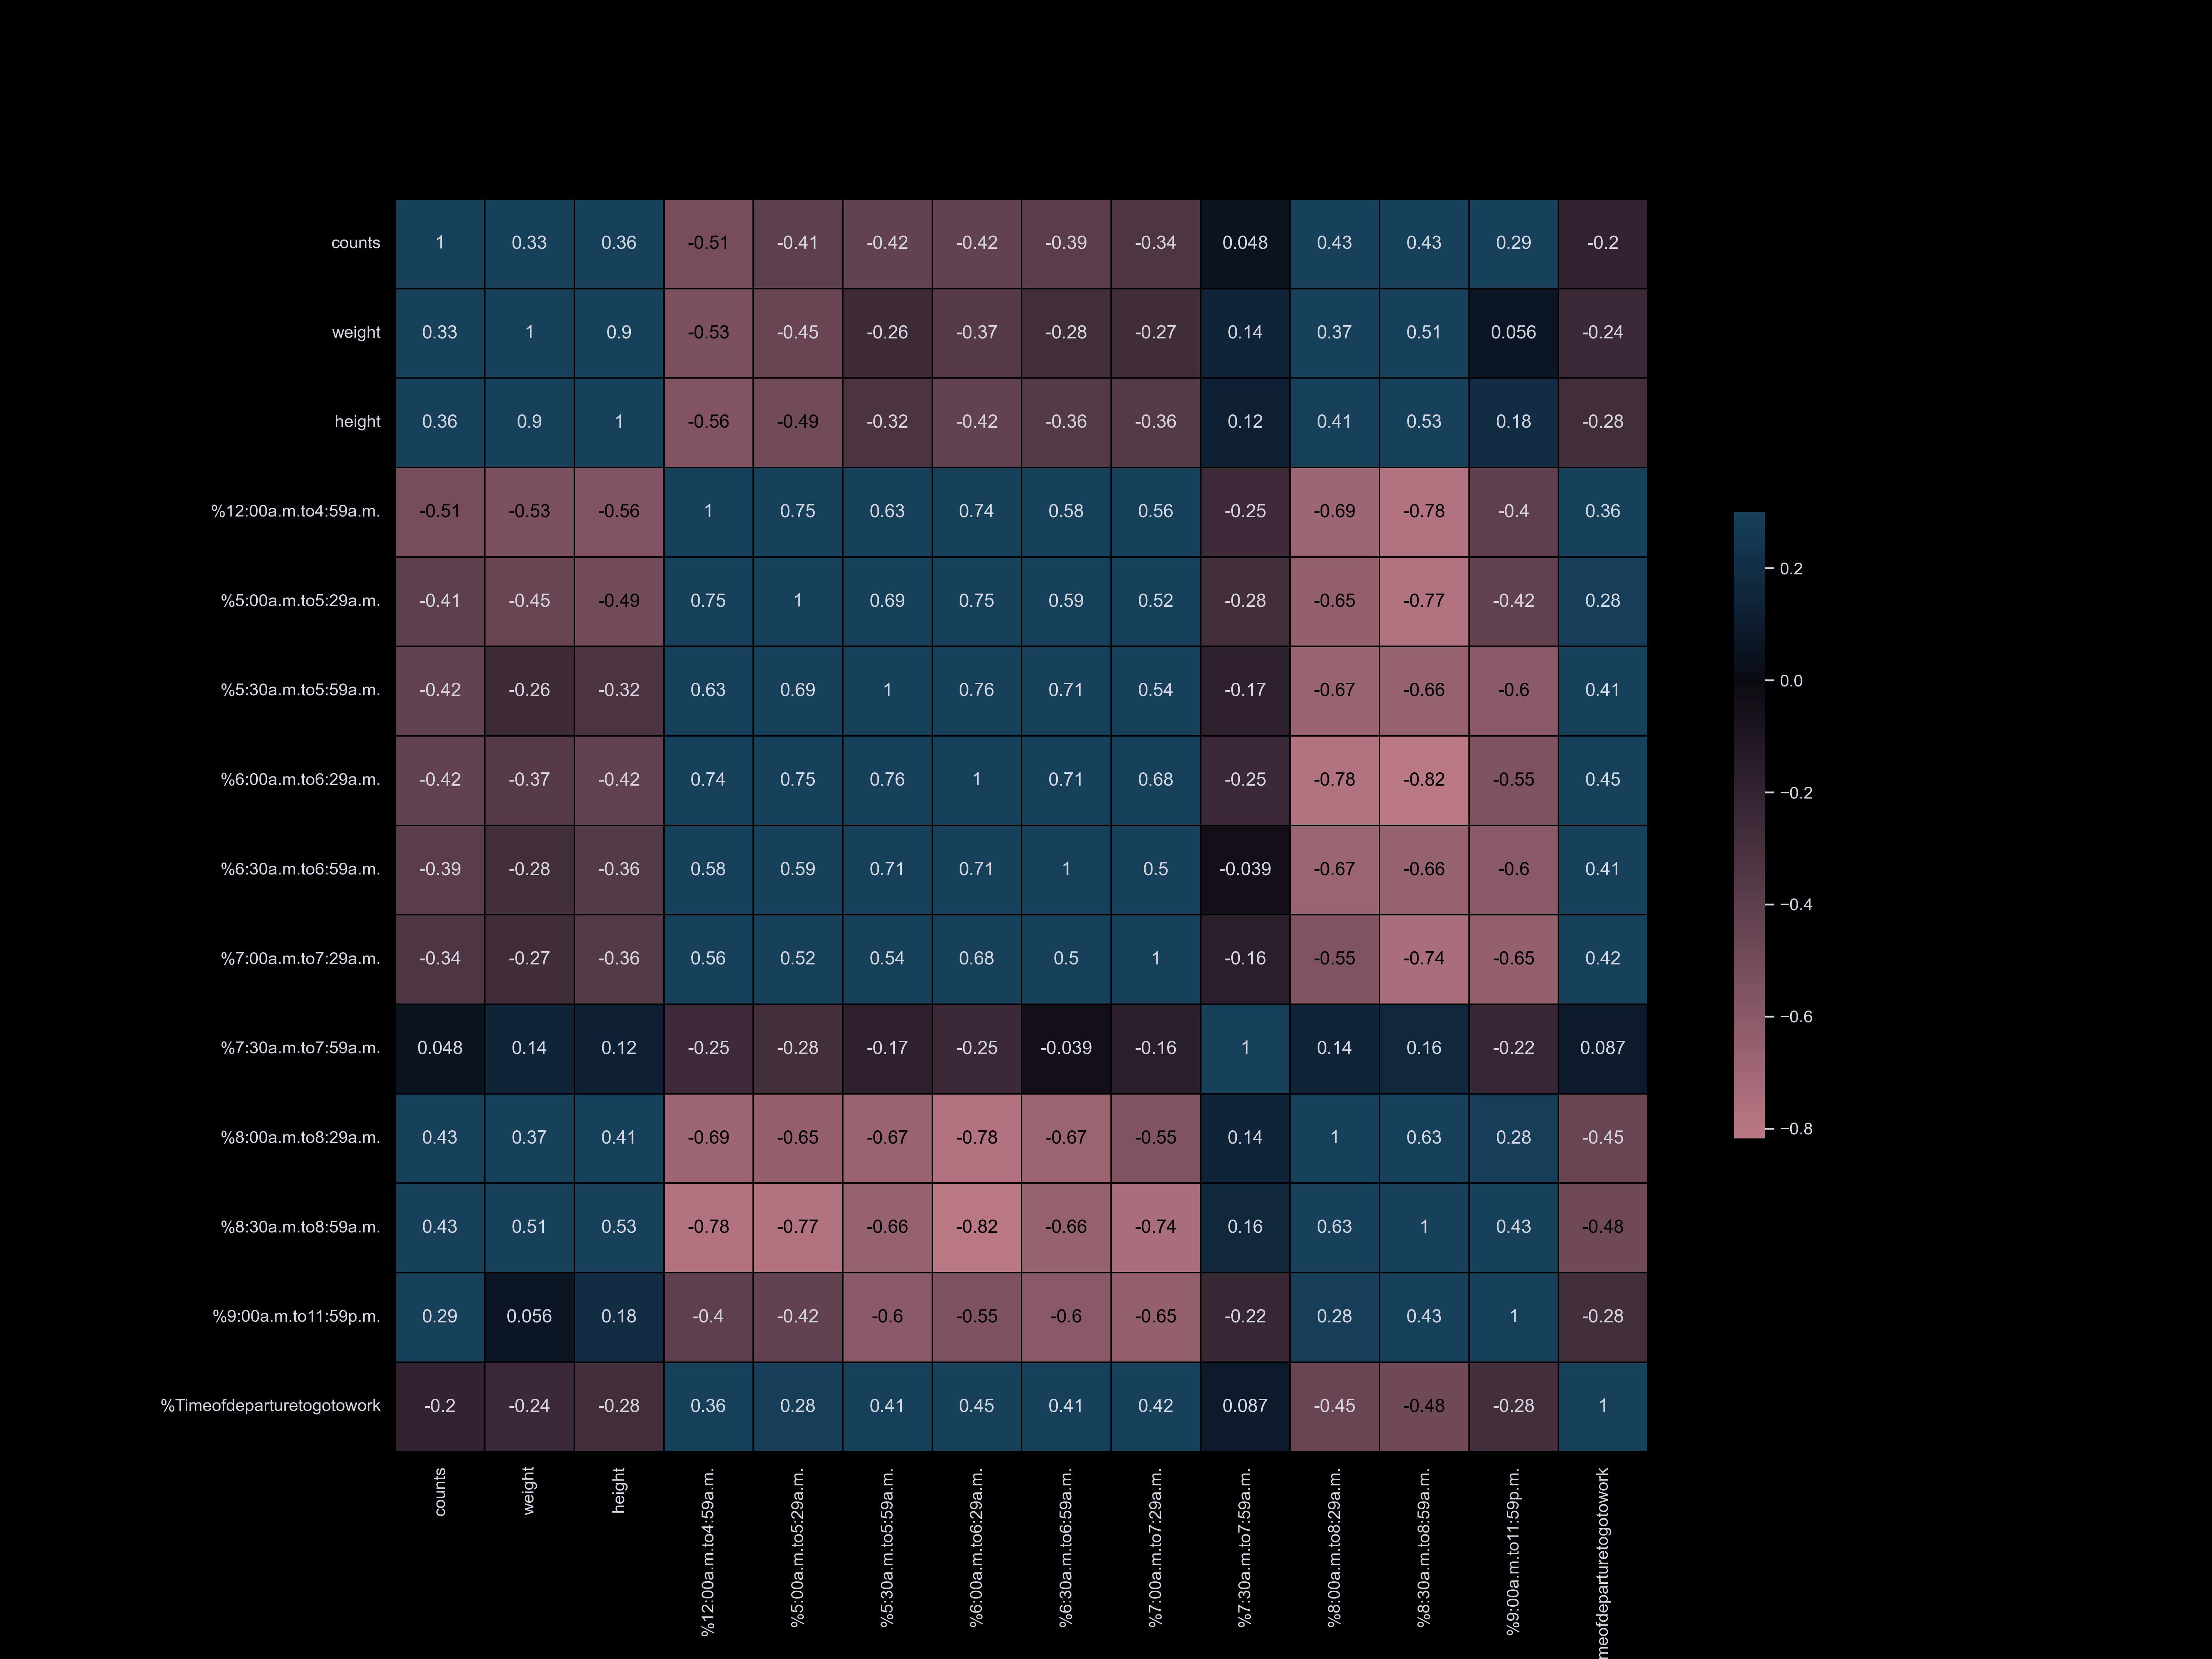 counts 1 0.33 0.36 -0.51 -0.41 -0.42 -0.42 -0.39 -0.34 0.048 0.43 0.43 0.29 -0.2
weight 0.33 1 0.9 -0.53 -0.45 -0.26 -0.37 -0.28 -0.27 0.14 0.37 0.51 0.056 -0.24
height 0.36 0.9 1 -0.56 -0.49 -0.32 -0.42 -0.36 -0.36 0.12 0.41 0.53 0.18 -0.28
%12:00a.m.to4:59a.m. -0.51 -0.53 -0.56 1 0.75 0.63 0.74 0.58 0.56 -0.25 -0.69 -0.78 -0.4 0.36
%5:00a.m.to5:29a.m. -0.41 -0.45 -0.49 0.75 1 0.69 0.75 0.59 0.52 -0.28 -0.65 -0.77 -0.42 0.28
%5:30a.m.to5:59a.m. -0.42 -0.26 -0.32 0.63 0.69 1 0.76 0.71 0.54 -0.17 -0.67 -0.66 -0.6 0.41
%6:00a.m.to6:29a.m. -0.42 -0.37 -0.42 0.74 0.75 0.76 1 0.71 0.68 -0.25 -0.78 -0.82 -0.55 0.45
%6:30a.m.to6:59a.m. -0.39 -0.28 -0.36 0.58 0.59 0.71 0.71 1 0.5 -0.039 -0.67 -0.66 -0.6 0.41
%7:00a.m.to7:29a.m. -0.34 -0.27 -0.36 0.56 0.52 0.54 0.68 0.5 1 -0.16 -0.55 -0.74 -0.65 0.42
%7:30a.m.to7:59a.m. 0.048 0.14 0.12 -0.25 -0.28 -0.17 -0.25 -0.039 -0.16 1 0.14 0.16 -0.22 0.087
%8:00a.m.to8:29a.m. 0.43 0.37 0.41 -0.69 -0.65 -0.67 -0.78 -0.67 -0.55 0.14 1 0.63 0.28 -0.45
%8:30a.m.to8:59a.m. 0.43 0.51 0.53 -0.78 -0.77 -0.66 -0.82 -0.66 -0.74 0.16 0.63 1 0.43 -0.48
%9:00a.m.to11:59p.m. 0.29 0.056 0.18 -0.4 -0.42 -0.6 -0.55 -0.6 -0.65 -0.22 0.28 0.43 1 -0.28
%Timeofdeparturetogotowork -0.2 -0.24 -0.28 0.36 0.28 0.41 0.45 0.41 0.42 0.087 -0.45 -0.48 -0.28 1
counts
weight
height
%12:00a.m.to4:59a.m.
%5:00a.m.to5:29a.m.
%5:30a.m.to5:59a.m.
%6:00a.m.to6:29a.m.
%6:30a.m.to6:59a.m.
%7:00a.m.to7:29a.m.
%7:30a.m.to7:59a.m.
%8:00a.m.to8:29a.m.
%8:30a.m.to8:59a.m.
%9:00a.m.to11:59p.m.
meofdeparturetogotowork
0.2
0.0
−0.2
−0.4
−0.6
−0.8